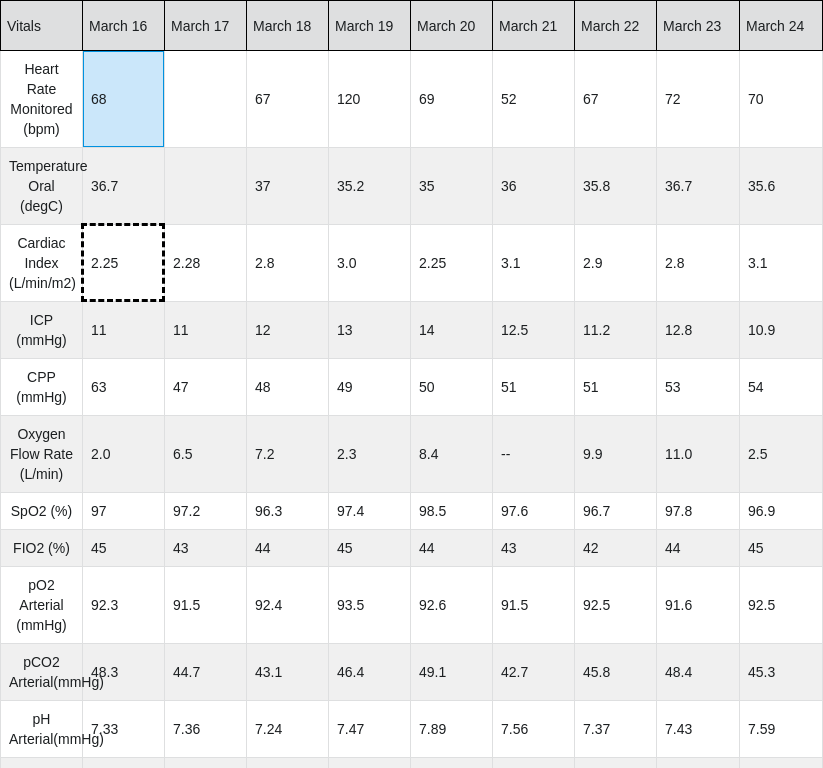 Vitals March 16 March 17 March 18 March 19 March 20 March 21 March 22 March 23 March 24
Heart
Rate
Monitored
(bpm)
68 67 120 69 52 67 72 70
Temperature
Oral
(degC)
36.7 37 35.2 35 36 35.8 36.7 35.6
Cardiac
Index
(L/min/m2)
2.25 2.28 2.8 3.0 2.25 3.1 2.9 2.8 3.1
ICP
(mmHg)
11 11 12 13 14 12.5 11.2 12.8 10.9
CPP
(mmHg)
63 47 48 49 50 51 51 53 54
Oxygen
Flow Rate
(L/min)
2.0 6.5 7.2 2.3 8.4 -- 9.9 11.0 2.5
SpO2 (%) 97 97.2 96.3 97.4 98.5 97.6 96.7 97.8 96.9
FIO2 (%) 45 43 44 45 44 43 42 44 45
pO2
Arterial
(mmHg)
92.3 91.5 92.4 93.5 92.6 91.5 92.5 91.6 92.5
pCO2
Arterial(mmHg)
48.3 44.7 43.1 46.4 49.1 42.7 45.8 48.4 45.3
pH
Arterial(mmHg)
7.33 7.36 7.24 7.47 7.89 7.56 7.37 7.43 7.59